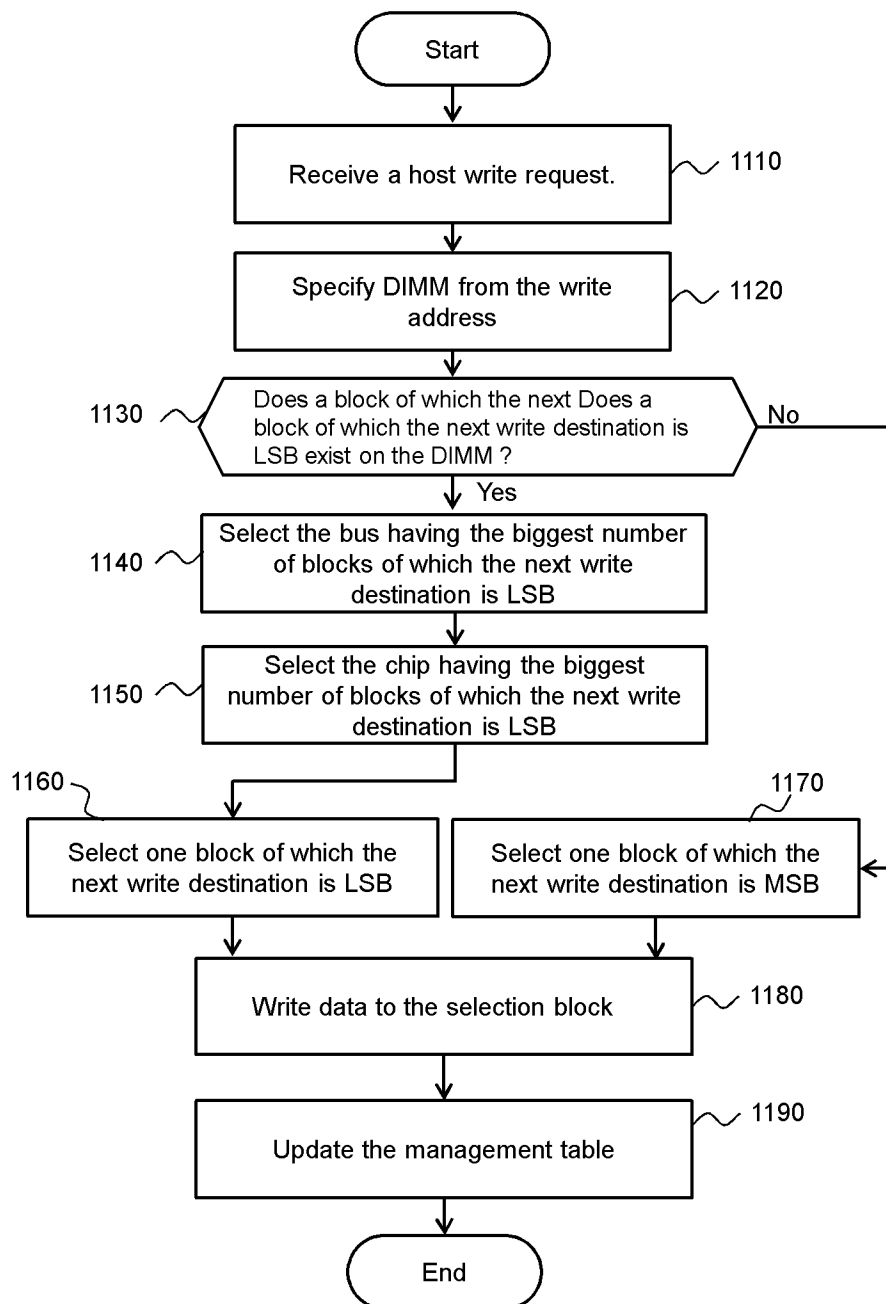 Start
Receive a host write request.
1110
Specify DIMM from the write
address
1120
1130
Does a block of which the next Does a
block of which the next write destination is
LSB exist on the DIMM ?
No
Yes
1140
Select the bus having the biggest number
of blocks of which the next write
destination is LSB
1150
Select the chip having the biggest
number of blocks of which the next write
destination is LSB
1160
Select one block of which the
next write destination is LSB
1170
Select one block of which the
next write destination is MSB
Write data to the selection block
1180
Update the management table
1190
End